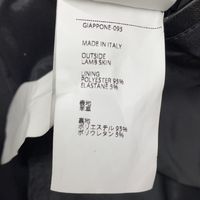 GIAPPONE-093
MADE IN ITALY
OUTSIDE
LAMB SKIN
LINING
POLYESTER 95%
ELASTANE 5%
表地
羊革
裏地
ポリエステル 95%
ポリウレタン 5%